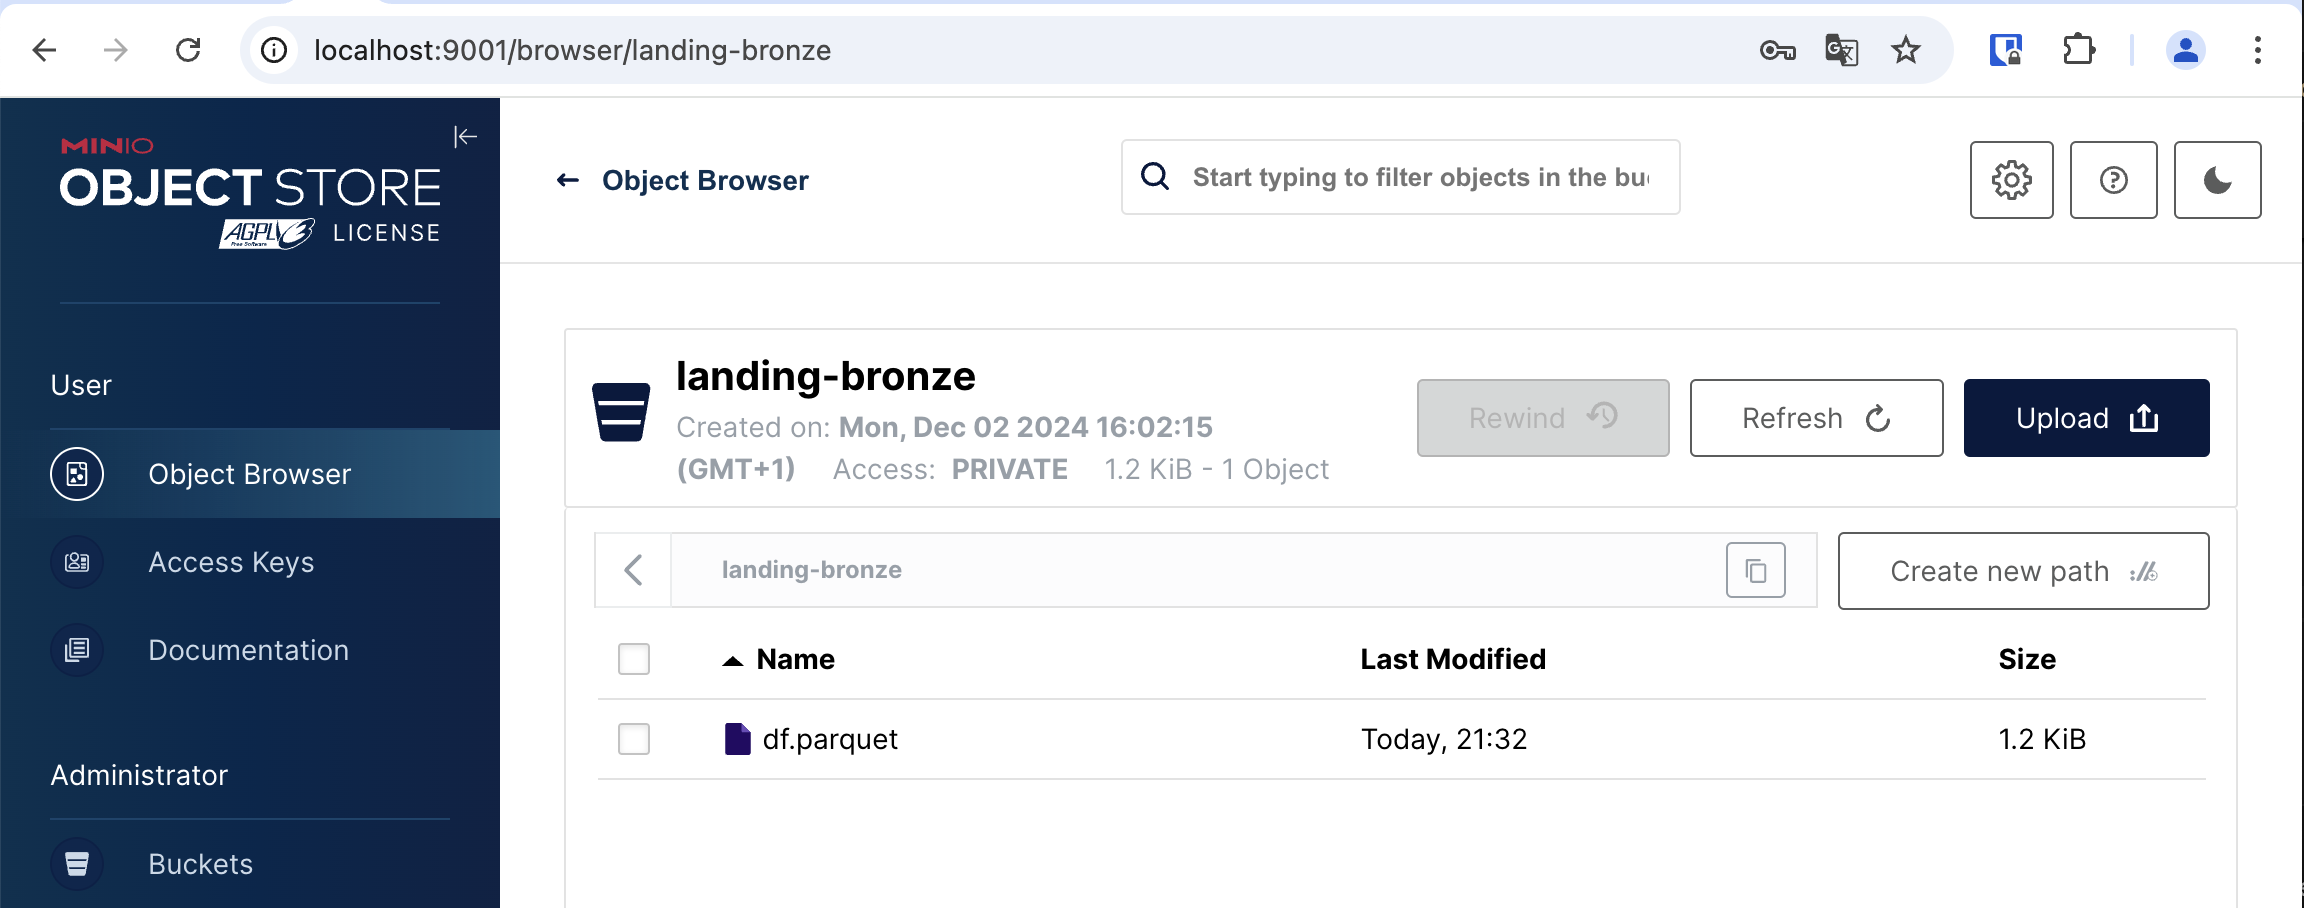 localhost:9001/browser/landing-bronze
MINIO
OBJECT STORE
AGPLv3 LICENSE
Free Software
User
Object Browser
Access Keys
Documentation
Administrator
Buckets
Object Browser
Start typing to filter objects in the bu
landing-bronze
Created on: Mon, Dec 02 2024 16:02:15
(GMT+1) Access: PRIVATE 1.2 KiB - 1 Object
Rewind
Refresh
Upload
landing-bronze
Create new path
Name Last Modified Size
df.parquet Today, 21:32 1.2 KiB